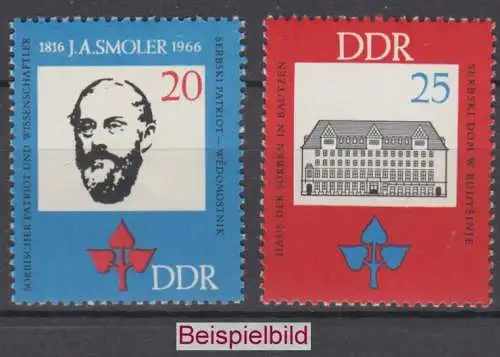 1816 J.A.SMOLER 1966
SORBISCHER PATRIOT UND WISSENSCHAFTLER
20
SERBSKI PATRIOT — WĚDOMOSTNIK
DDR
DDR
HAUS DER SORBEN IN BAUTZEN
25
SERBSKI DOM W BUDYŠINJE
Beispielbild